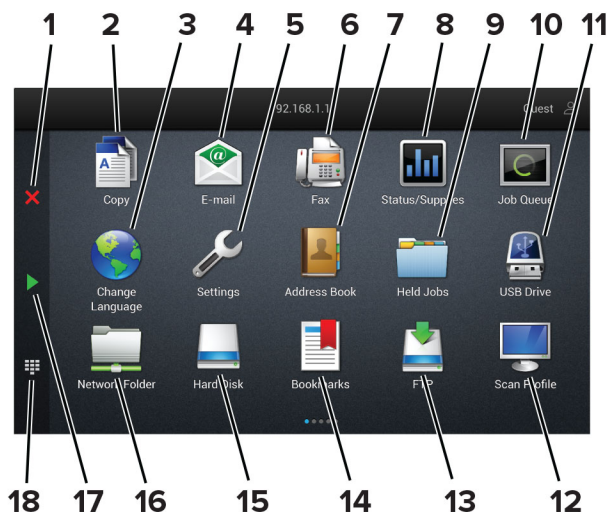 1 2 3 4 5 6 7 8 9 10 11
92.168.1.1 Guest
Copy E-mail Fax Status/Supplies Job Queue
Change Language Settings Address Book Held Jobs USB Drive
Network Folder Hard Disk Bookmarks FTP Scan Profile
18 17 16 15 14 13 12